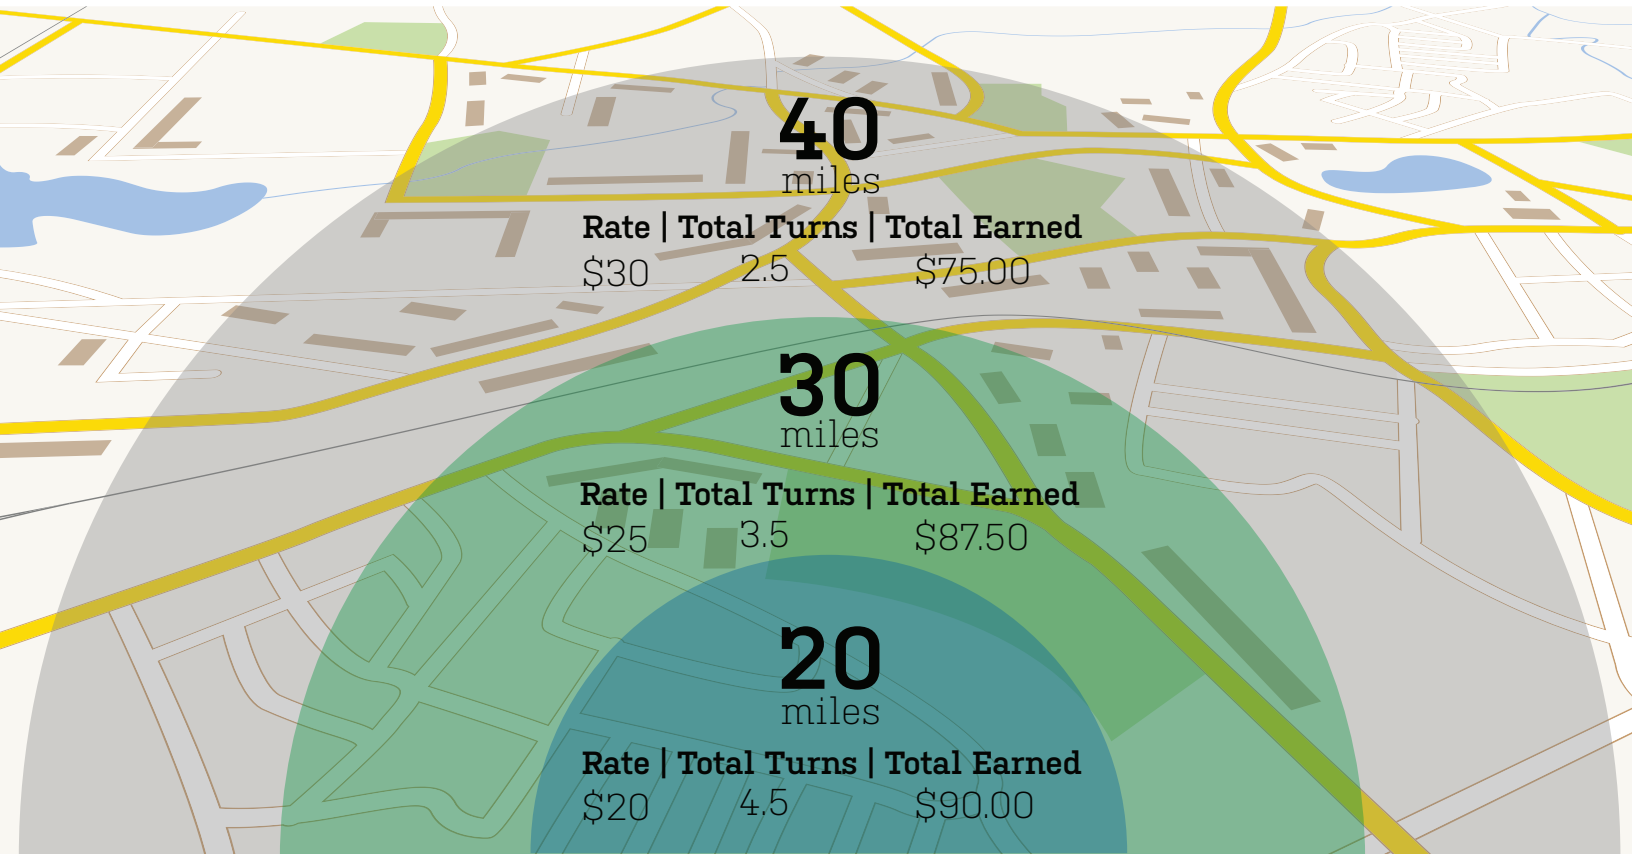 40
miles
Rate | Total Turns | Total Earned
$30 2.5 $75.00
30
miles
Rate | Total Turns | Total Earned
$25 3.5 $87.50
20
miles
Rate | Total Turns | Total Earned
$20 4.5 $90.00